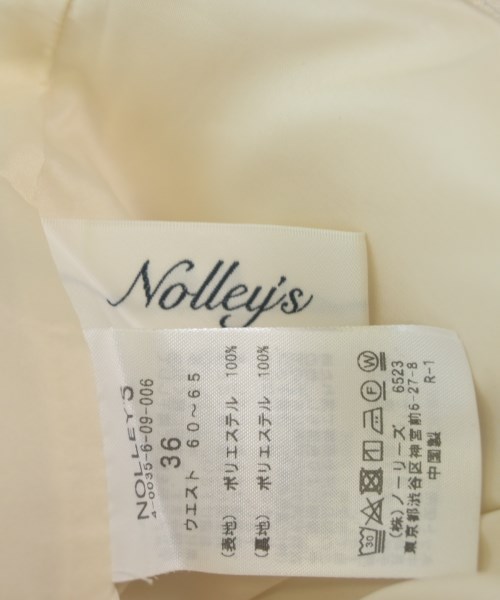 Nolley's
NOLLEY'S
A-0035-6-09-006
36
ウエスト 60～65
(表地) ポリエステル 100%
(裏地) ポリエステル 100%
30 F W
(株)ノーリーズ 6523
東京都渋谷区神宮前6-27-8
中国製 R-1